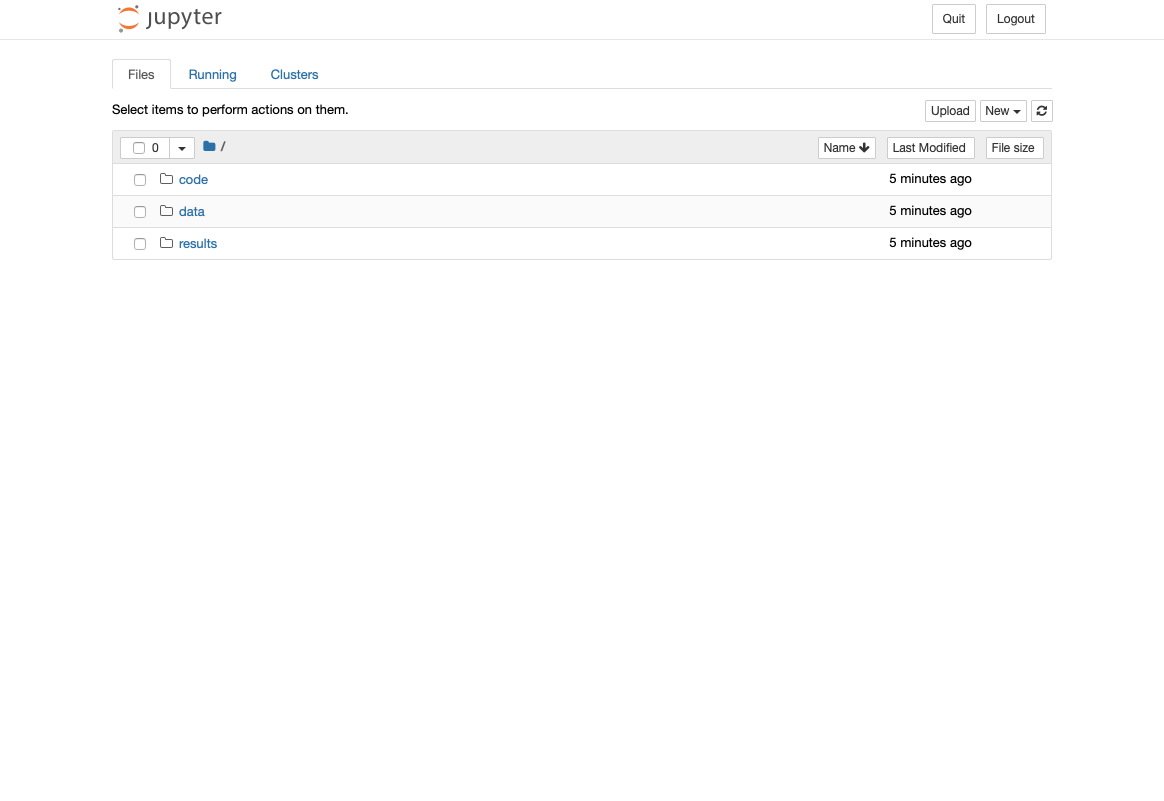 jupyter
Quit Logout
Files Running Clusters
Select items to perform actions on them.
Upload New
0 / Name Last Modified File size
code 5 minutes ago
data 5 minutes ago
results 5 minutes ago